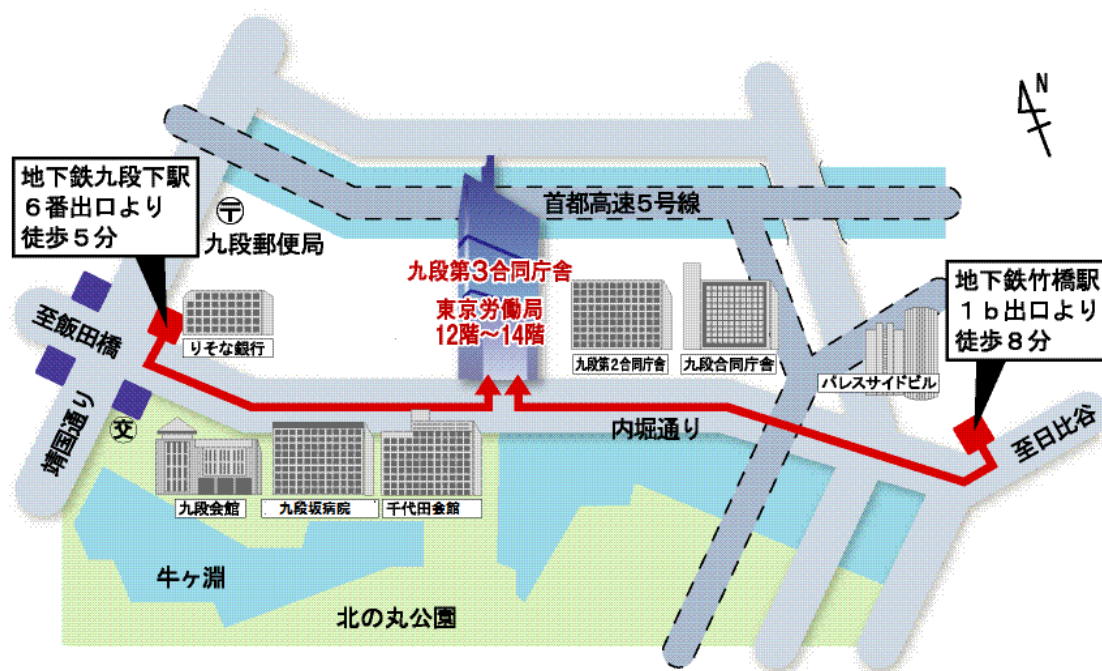 N
地下鉄九段下駅
６番出口より
徒歩５分
〒
九段郵便局
首都高速5号線
九段第3合同庁舎
東京労働局
12階～14階
地下鉄竹橋駅
１ｂ出口より
徒歩８分
至飯田橋
りそな銀行
九段第2合同庁舎
九段合同庁舎
パレスサイドビル
靖国通り
交
内堀通り
至日比谷
九段会館
九段坂病院
千代田会館
牛ヶ淵
北の丸公園